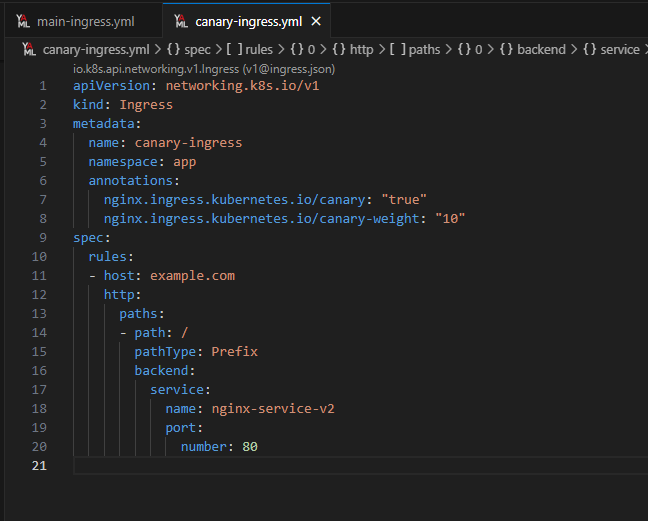 main-ingress.yml canary-ingress.yml
canary-ingress.yml > {} spec > [ ] rules > {} 0 > {} http > [ ] paths > {} 0 > {} backend > {} service
io.k8s.api.networking.v1.Ingress (v1@ingress.json)
1 apiVersion: networking.k8s.io/v1
2 kind: Ingress
3 metadata:
4   name: canary-ingress
5   namespace: app
6   annotations:
7     nginx.ingress.kubernetes.io/canary: "true"
8     nginx.ingress.kubernetes.io/canary-weight: "10"
9 spec:
10   rules:
11   - host: example.com
12     http:
13       paths:
14       - path: /
15         pathType: Prefix
16         backend:
17           service:
18             name: nginx-service-v2
19             port:
20               number: 80
21